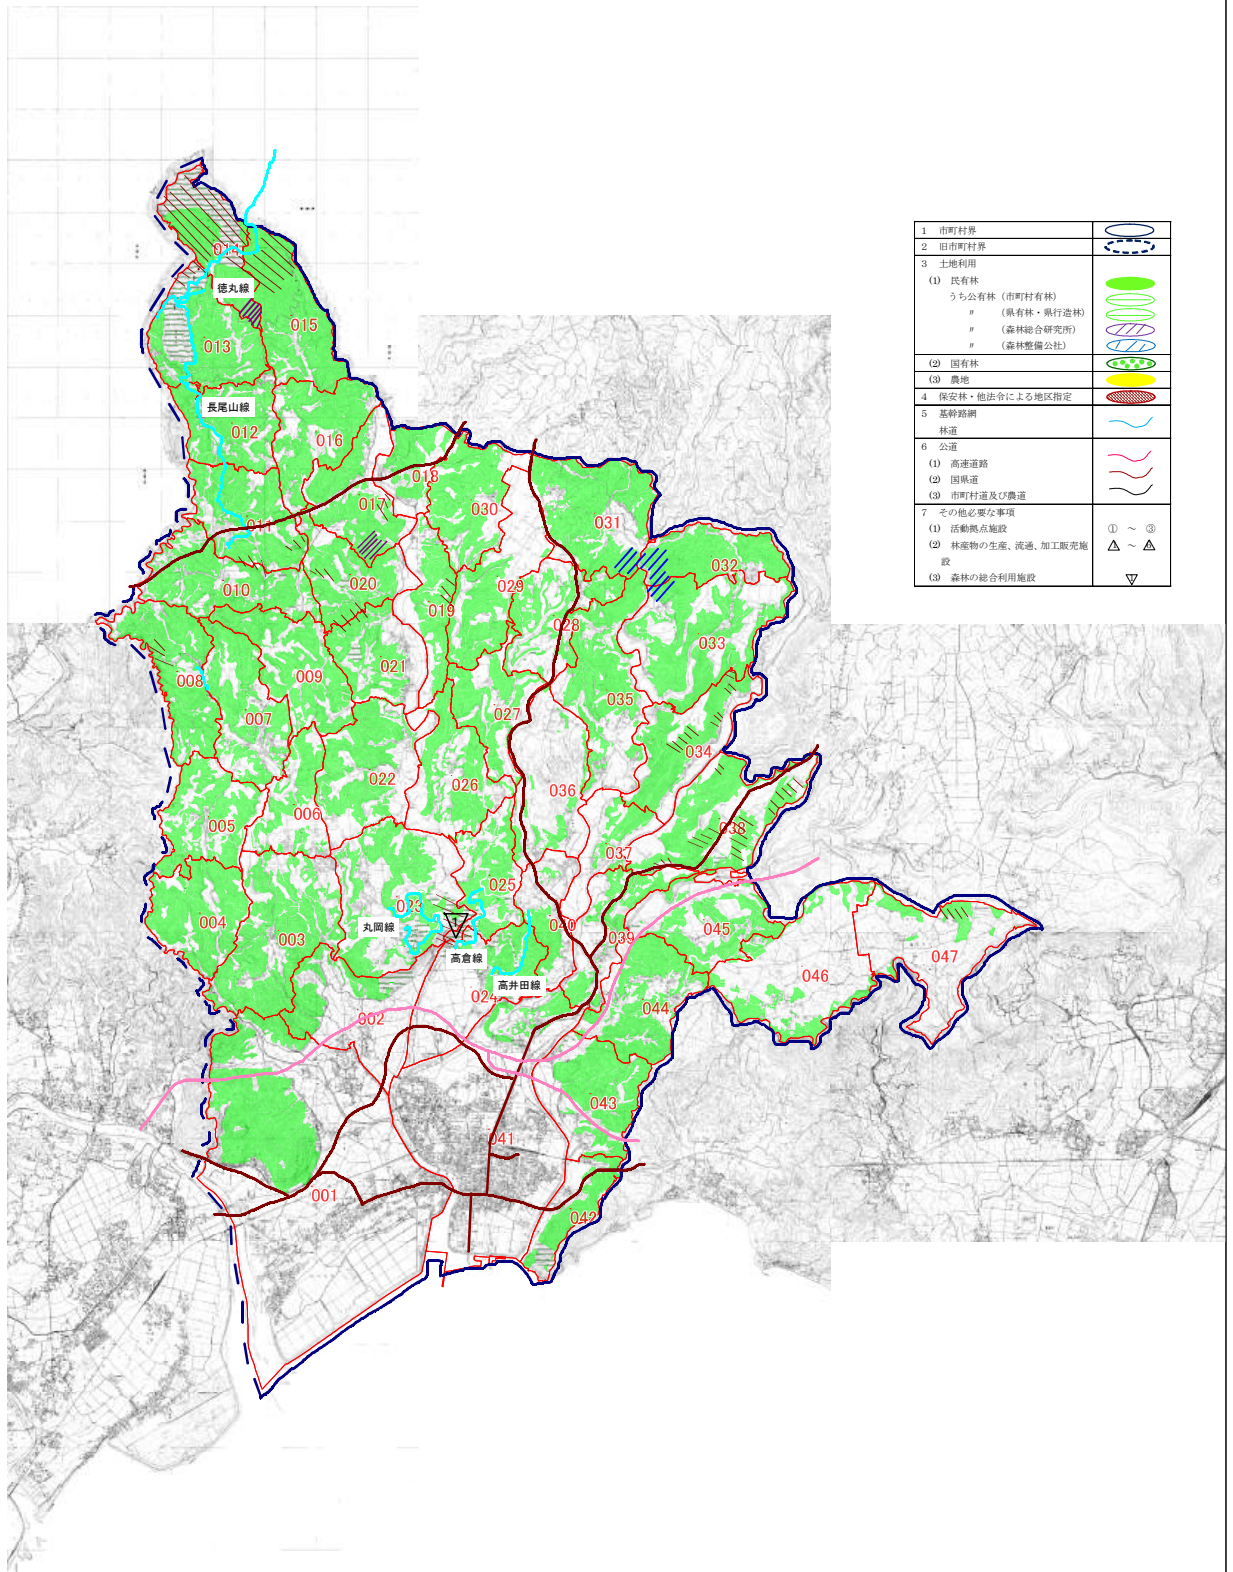 1 市町村界
2 旧市町村界
3 土地利用
(1) 民有林
うち公有林（市町村有林）
〃 （県有林・県行造林）
〃 （森林総合研究所）
〃 （森林整備公社）
(2) 国有林
(3) 農地
4 保安林・他法令による地区指定
5 基幹路網
林道
6 公道
(1) 高速道路
(2) 国県道
(3) 市町村道及び農道
7 その他必要な事項
(1) 活動拠点施設 ① ～ ③
(2) 林産物の生産、流通、加工販売施
設
(3) 森林の総合利用施設
014
徳丸線
015
013
長尾山線
012
016
018
017
030
011
031
032
020
010
029
019
028
033
021
008
009
035
007
027
034
022
026
036
006
005
038
037
025
023
004
1
丸岡線
040
045
003
039
高倉線
047
046
高井田線
024
044
002
043
041
001
042